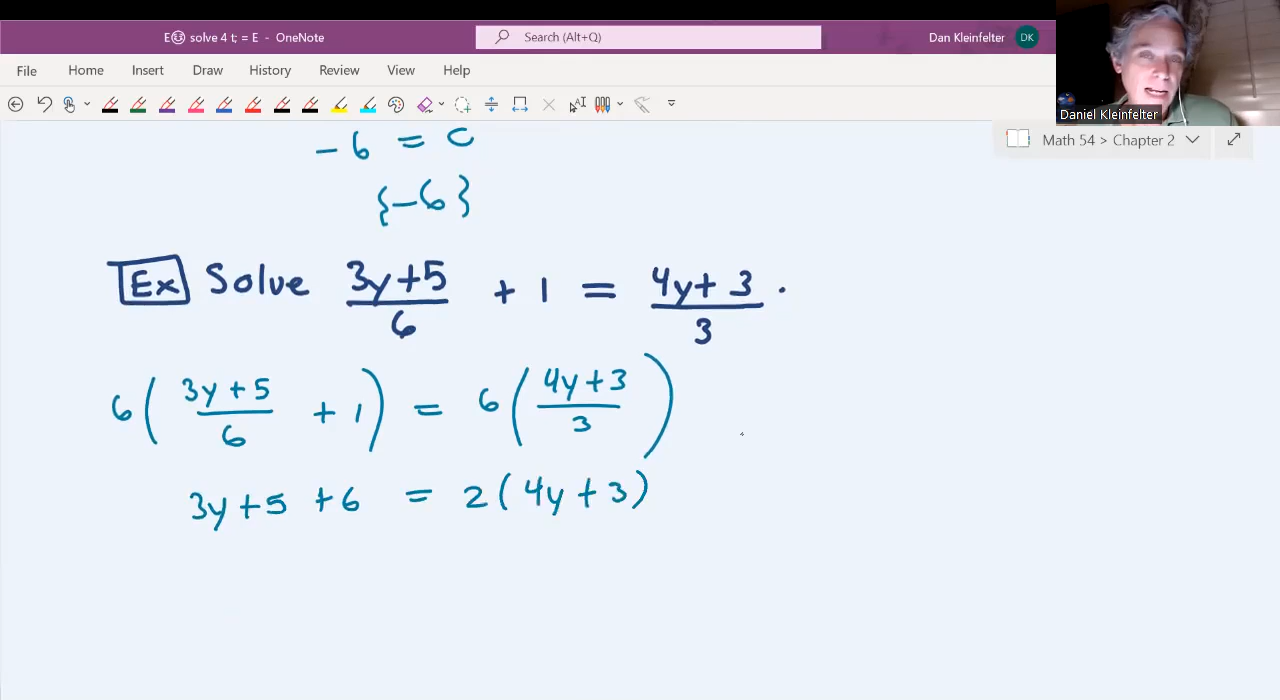 E☺ solve 4 t; = E - OneNote
Search (Alt+Q)
Dan Kleinfelter DK
File Home Insert Draw History Review View Help
Daniel Kleinfelter
Math 54 > Chapter 2
-6 = c
{-6}
Ex Solve (3y+5)/6 + 1 = (4y+3)/3 .
6((3y+5)/6 + 1) = 6((4y+3)/3)
3y+5 +6 = 2(4y+3)